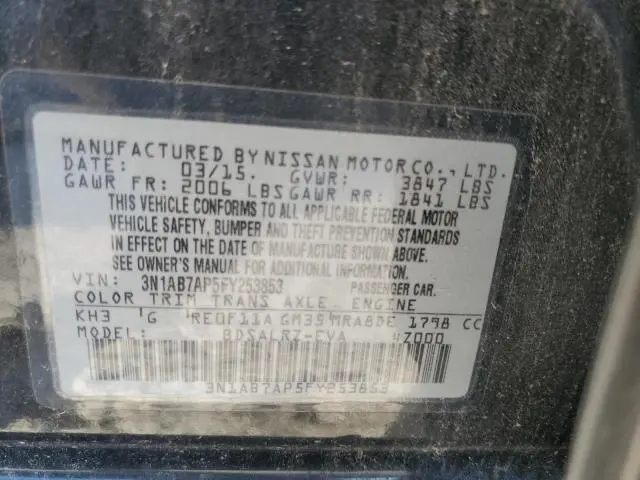 MANUFACTURED BY NISSAN MOTOR CO., LTD.
DATE: 03/15. GVWR: 3847 LBS
GAWR FR: 2006 LBS GAWR RR: 1841 LBS
THIS VEHICLE CONFORMS TO ALL APPLICABLE FEDERAL MOTOR
VEHICLE SAFETY, BUMPER AND THEFT PREVENTION STANDARDS
IN EFFECT ON THE DATE OF MANUFACTURE SHOWN ABOVE.
SEE OWNER'S MANUAL FOR ADDITIONAL INFORMATION
VIN: 3N1AB7AP5FY253853 PASSENGER CAR.
COLOR TRIM TRANS AXLE ENGINE
KH3 G RE0F11A GM35 MRA8DE 1798 CC
MODEL: BDSALRZ-EVA 47000
3N1AB7AP5FY253853